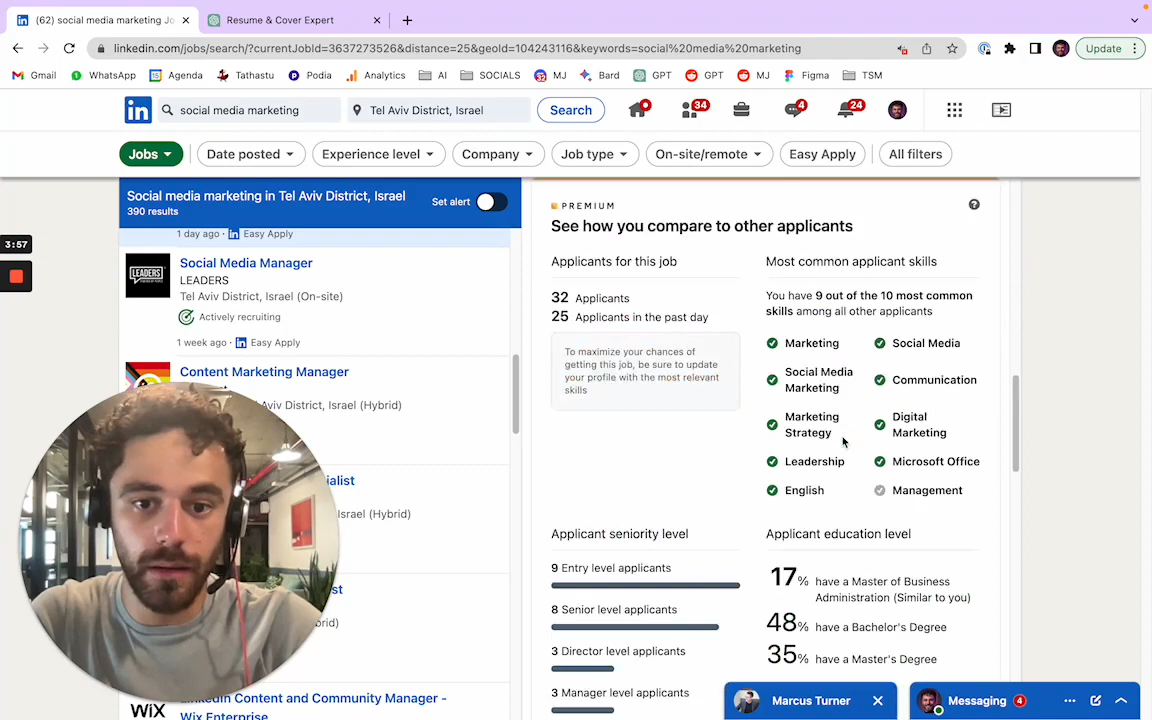 (62) social media marketing Jo
Resume & Cover Expert
linkedin.com/jobs/search/?currentJobId=3637273526&distance=25&geoId=104243116&keywords=social%20media%20marketing
Update
Gmail
WhatsApp
Agenda
Tathastu
Podia
Analytics
AI
SOCIALS
MJ
Bard
GPT
GPT
MJ
Figma
TSM
in
social media marketing
Tel Aviv District, Israel
Search
34
4
24
Jobs
Date posted
Experience level
Company
Job type
On-site/remote
Easy Apply
All filters
Social media marketing in Tel Aviv District, Israel
390 results
Set alert
1 day ago · in Easy Apply
3:57
LEADERS
Social Media Manager
LEADERS
Tel Aviv District, Israel (On-site)
Actively recruiting
1 week ago · in Easy Apply
Content Marketing Manager
Aviv District, Israel (Hybrid)
ialist
Israel (Hybrid)
st
brid)
WiX
LinkedIn Content and Community Manager -
Wix Enterprise
PREMIUM
See how you compare to other applicants
Applicants for this job
32 Applicants
25 Applicants in the past day
To maximize your chances of
getting this job, be sure to update
your profile with the most relevant
skills
Most common applicant skills
You have 9 out of the 10 most common
skills among all other applicants
Marketing
Social Media
Social Media
Marketing
Communication
Marketing
Strategy
Digital
Marketing
Leadership
Microsoft Office
English
Management
Applicant seniority level
9 Entry level applicants
8 Senior level applicants
3 Director level applicants
3 Manager level applicants
Applicant education level
17% have a Master of Business
Administration (Similar to you)
48% have a Bachelor's Degree
35% have a Master's Degree
Marcus Turner
Messaging
4